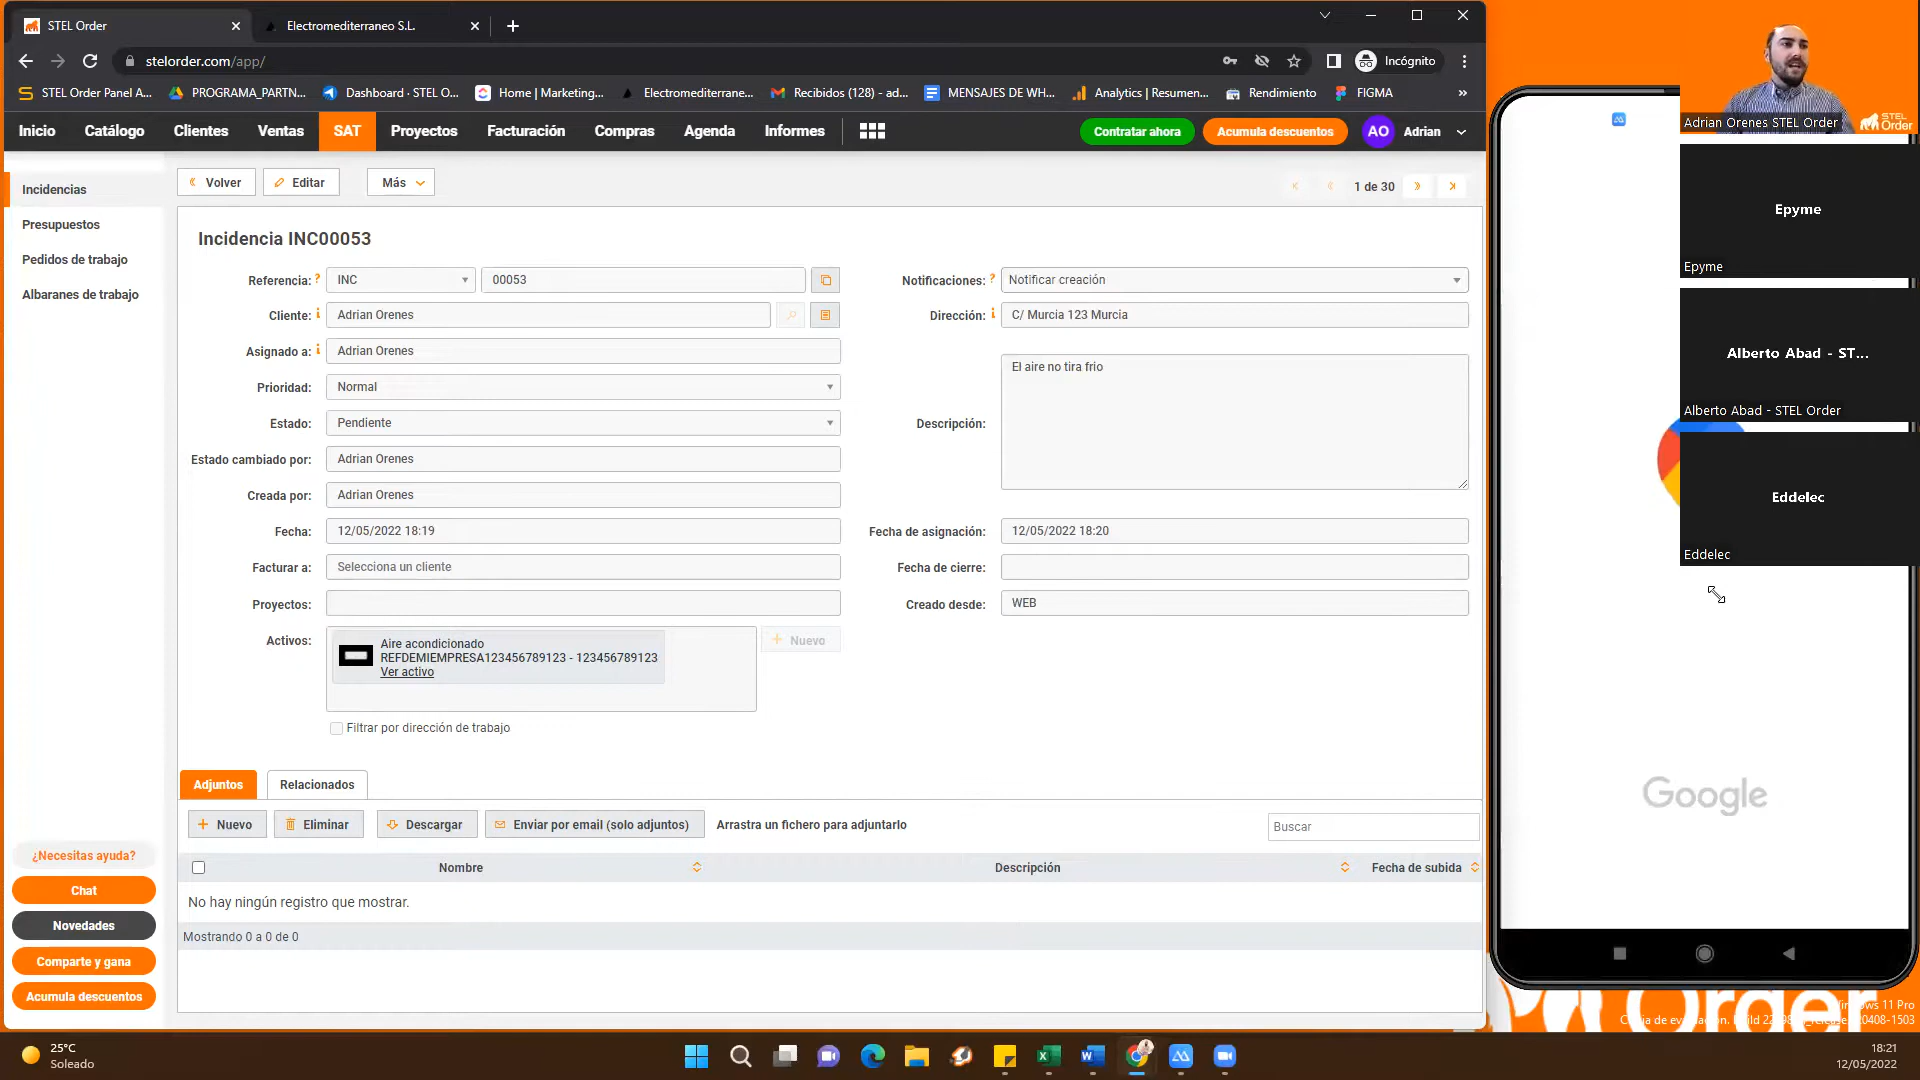 STEL Order
Electromediterraneo S.L.
stelorder.com/app/
Incógnito
STEL Order Panel A...
PROGRAMA_PARTN...
Dashboard · STEL O...
Home | Marketing...
Electromediterrane...
Recibidos (128) - ad...
MENSAJES DE WH...
Analytics | Resumen...
Rendimiento
FIGMA
»
Inicio
Catálogo
Clientes
Ventas
SAT
Proyectos
Facturación
Compras
Agenda
Informes
Contratar ahora
Acumula descuentos
AO
Adrian
Incidencias
Presupuestos
Pedidos de trabajo
Albaranes de trabajo
Volver
Editar
Más
1 de 30
Incidencia INC00053
Referencia: ?
INC
00053
Cliente: i
Adrian Orenes
Asignado a: i
Adrian Orenes
Prioridad:
Normal
Estado:
Pendiente
Estado cambiado por:
Adrian Orenes
Creada por:
Adrian Orenes
Fecha:
12/05/2022 18:19
Facturar a:
Selecciona un cliente
Proyectos:
Activos:
Aire acondicionado
REFDEMIEMPRESA123456789123 - 123456789123
Ver activo
+ Nuevo
Filtrar por dirección de trabajo
Notificaciones: ?
Notificar creación
Dirección: i
C/ Murcia 123 Murcia
Descripción:
El aire no tira frio
Fecha de asignación:
12/05/2022 18:20
Fecha de cierre:
Creado desde:
WEB
Adjuntos
Relacionados
+ Nuevo
Eliminar
Descargar
Enviar por email (solo adjuntos)
Arrastra un fichero para adjuntarlo
Buscar
Nombre
Descripción
Fecha de subida
No hay ningún registro que mostrar.
Mostrando 0 a 0 de 0
¿Necesitas ayuda?
Chat
Novedades
Comparte y gana
Acumula descuentos
Adrian Orenes STEL Order
STEL
Order
Epyme
Epyme
Alberto Abad - ST...
Alberto Abad - STEL Order
Eddelec
Eddelec
Google
Order
25°C
Soleado
18:21
12/05/2022